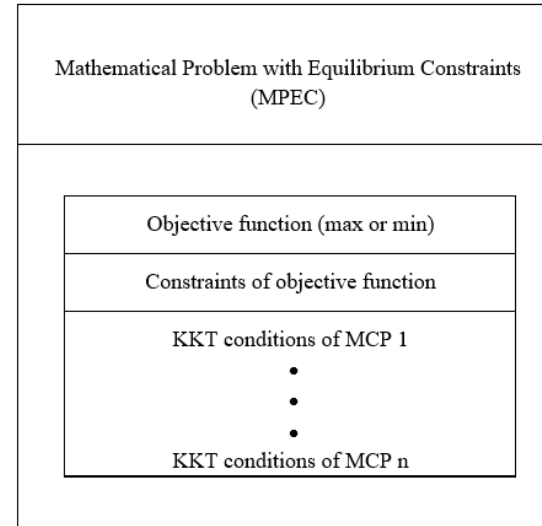 Mathematical Problem with Equilibrium Constraints
(MPEC)
Objective function (max or min)
Constraints of objective function
KKT conditions of MCP 1
•
•
•
KKT conditions of MCP n